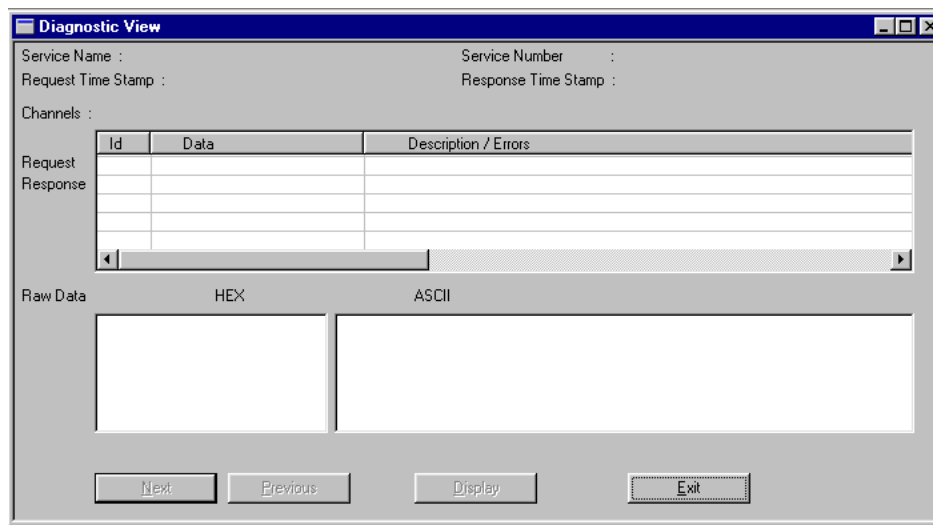 Diagnostic View
Service Name :
Service Number :
Request Time Stamp :
Response Time Stamp :
Channels :
Id Data Description / Errors
Request
Response
Raw Data HEX ASCII
Next Previous Display Exit